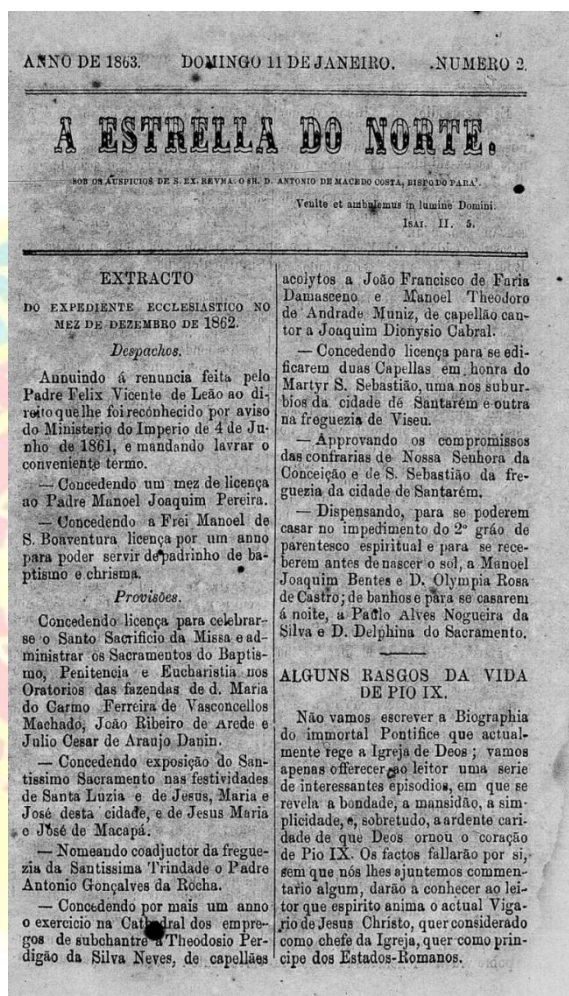 ANNO DE 1863. DOMINGO 11 DE JANEIRO. NUMERO 2.
A ESTRELLA DO NORTE.
SOB OS AUSPICIOS DE S. EX. REVMA. O SR. D. ANTONIO DE MACEDO COSTA, BISPO DO PARA'.
Venite et ambulemus in lumine Domini.
ISAI. II. 5.
EXTRACTO
DO EXPEDIENTE ECCLESIASTICO NO
MEZ DE DEZEMBRO DE 1862.
Despachos.
Annuindo á renuncia feita pelo
Padre Felix Vicente de Leão ao di-
reito que lhe foi reconhecido por aviso
do Ministerio do Imperio de 4 de Ju-
nho de 1861, e mandando lavrar o
conveniente termo.
— Concedendo um mez de licença
ao Padre Manoel Joaquim Pereira.
— Concedendo a Frei Manoel de
S. Boaventura licença por um anno
para poder servir de padrinho de ba-
ptismo e chrisma.
Provisões.
Concedendo licença para celebrar-
se o Santo Sacrificio da Missa e ad-
ministrar os Sacramentos do Baptis-
mo, Penitencia e Eucharistia nos
Oratorios das fazendas de d. Maria
do Carmo Ferreira de Vasconcellos
Machado, João Ribeiro de Arede e
Julio Cesar de Araujo Danin.
— Concedendo exposição do San-
tissimo Sacramento nas festividades
de Santa Luzia e de Jesus, Maria e
José desta cidade, e de Jesus Maria
e José de Macapá.
— Nomeando coadjuctor da fregue-
zia da Santissima Trindade o Padre
Antonio Gonçalves da Rocha.
— Concedendo por mais um anno
o exercicio na Cathedral dos empre-
gos de subchantre a Theodosio Per-
digão da Silva Neves, de capellães
acolytos a João Francisco de Faria
Damasceno e Manoel Theodoro
de Andrade Muniz, de capellão can-
tor a Joaquim Dionysio Cabral.
— Concedendo licença para se edi-
ficarem duas Capellas em honra do
Martyr S. Sebastião, uma nos subur-
bios da cidade de Santarém e outra
na freguezia de Viseu.
— Approvando os compromissos
das confrarias de Nossa Senhora da
Conceição e de S. Sebastião da fre-
guezia da cidade de Santarém.
— Dispensando, para se poderem
casar no impedimento do 2º gráo de
parentesco espiritual e para se rece-
berem antes de nascer o sol, a Manoel
Joaquim Bentes e D. Olympia Rosa
de Castro; de banhos e para se casarem
á noite, a Paulo Alves Nogueira da
Silva e D. Delphina do Sacramento.
ALGUNS RASGOS DA VIDA
DE PIO IX.
Não vamos escrever a Biographia
do immortal Pontifice que actual-
mente rege a Igreja de Deos; vamos
apenas offerecer ao leitor uma serie
de interessantes episodios, em que se
revela a bondade, a mansidão, a sim-
plicidade, e, sobretudo, a ardente cari-
dade de que Deos ornou o coração
de Pio IX. Os factos fallarão por si,
sem que nós lhes ajuntemos commen-
tario algum, darão a conhecer ao lei-
tor que espirito anima o actual Viga-
rio de Jesus Christo, quer considerado
como chefe da Igreja, quer como prin-
cipe dos Estados-Romanos.